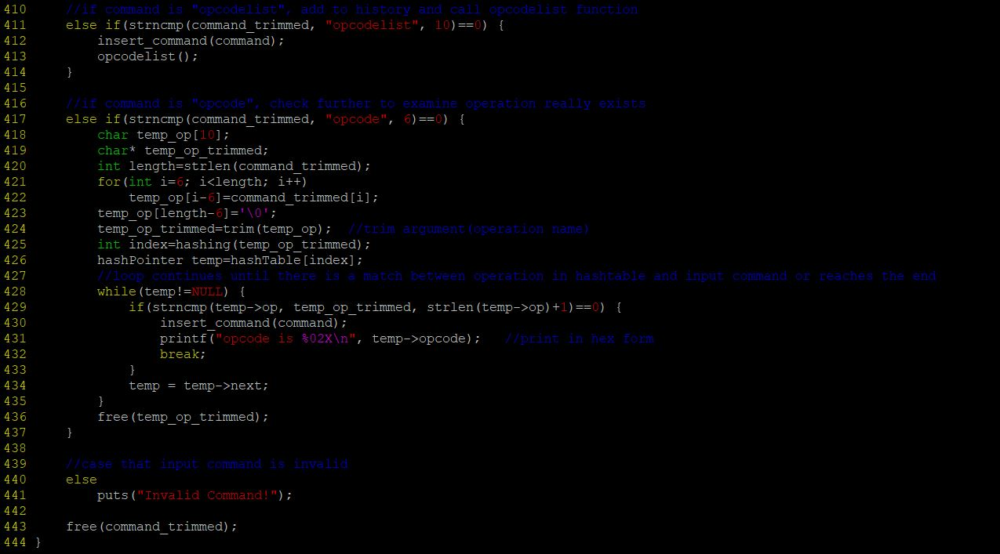 410     //if command is "opcodelist", add to history and call opcodelist function
411     else if(strncmp(command_trimmed, "opcodelist", 10)==0) {
412         insert_command(command);
413         opcodelist();
414     }
415
416     //if command is "opcode", check further to examine operation really exists
417     else if(strncmp(command_trimmed, "opcode", 6)==0) {
418         char temp_op[10];
419         char* temp_op_trimmed;
420         int length=strlen(command_trimmed);
421         for(int i=6; i<length; i++)
422             temp_op[i-6]=command_trimmed[i];
423         temp_op[length-6]='\0';
424         temp_op_trimmed=trim(temp_op);  //trim argument(operation name)
425         int index=hashing(temp_op_trimmed);
426         hashPointer temp=hashTable[index];
427         //loop continues until there is a match between operation in hashtable and input command or reaches the end
428         while(temp!=NULL) {
429             if(strncmp(temp->op, temp_op_trimmed, strlen(temp->op)+1)==0) {
430                 insert_command(command);
431                 printf("opcode is %02X\n", temp->opcode);   //print in hex form
432                 break;
433             }
434             temp = temp->next;
435         }
436         free(temp_op_trimmed);
437     }
438
439     //case that input command is invalid
440     else
441         puts("Invalid Command!");
442
443     free(command_trimmed);
444 }